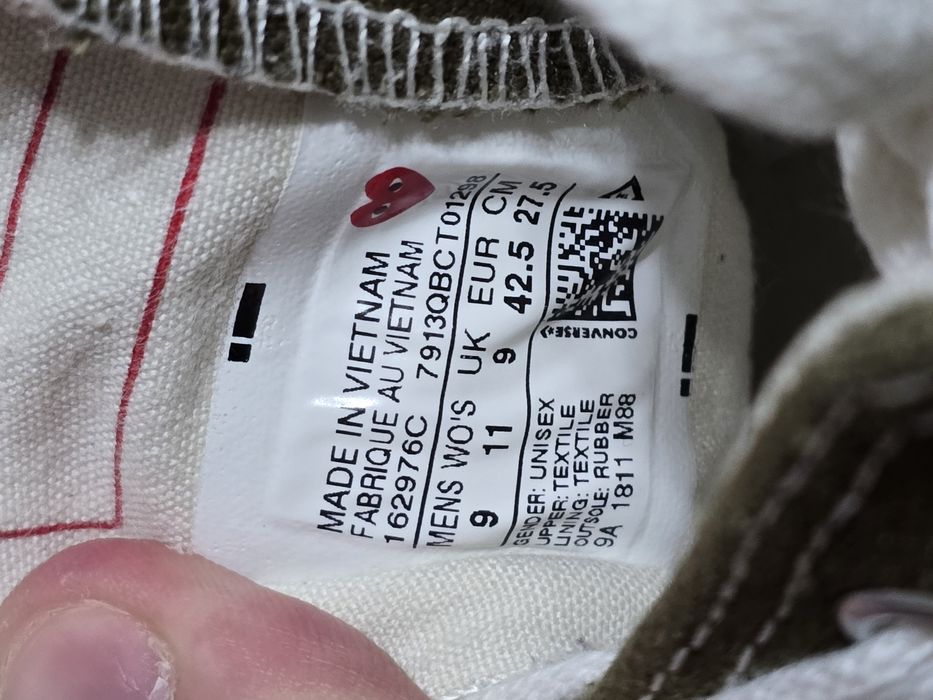 MADE IN VIETNAM
FABRIQUE AU VIETNAM
162976C 7913QBCT01298
MENS WO'S UK EUR CM
9 11 9 42.5 27.5
GENDER: UNISEX
UPPER: TEXTILE
LINING: TEXTILE
OUTSOLE: RUBBER
9A 1811 M88
CONVERSE